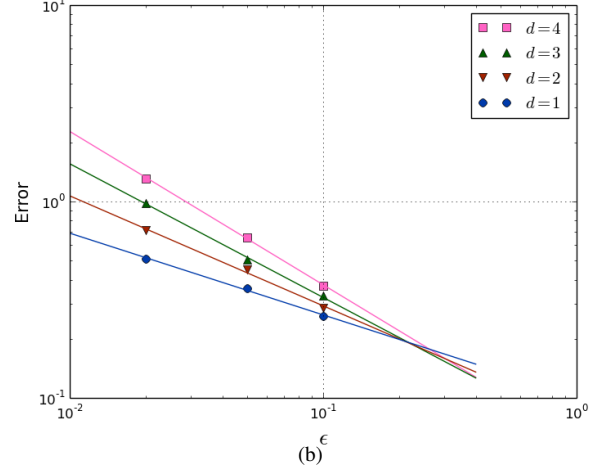 10^1
d = 4
d = 3
d = 2
d = 1
10^0
Error
10^-1
10^-2
10^-1
10^0
ϵ
(b)